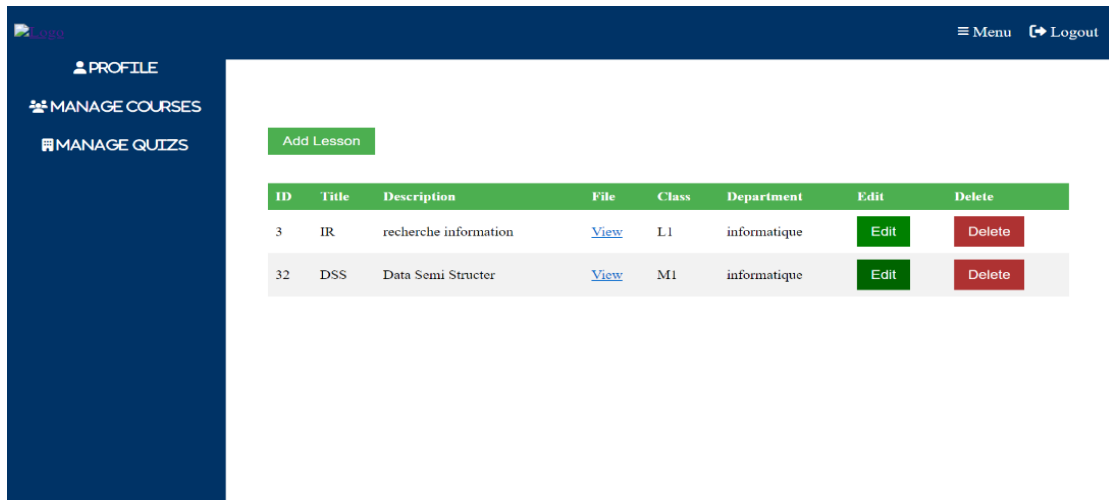 Logo
Menu Logout
PROFILE
MANAGE COURSES
MANAGE QUIZS
Add Lesson
ID Title Description File Class Department Edit Delete
3 IR recherche information View L1 informatique Edit Delete
32 DSS Data Semi Structer View M1 informatique Edit Delete